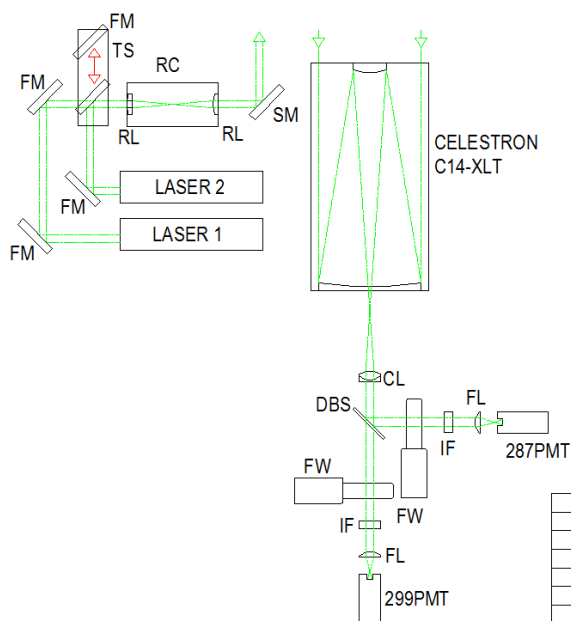 FM
TS
RC
FM
RL
RL
SM
CELESTRON
C14-XLT
LASER 2
FM
LASER 1
FM
CL
DBS
FL
IF
287PMT
FW
FW
IF
FL
299PMT